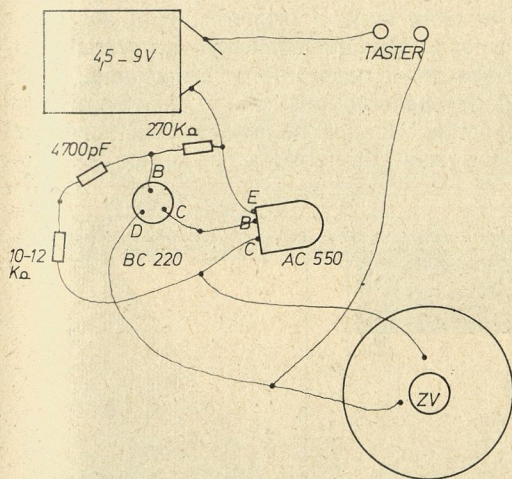 4,5 – 9V
TASTER
270KΩ
4700pF
B
C
D
10-12
KΩ
BC 220
E
B
C
AC 550
ZV